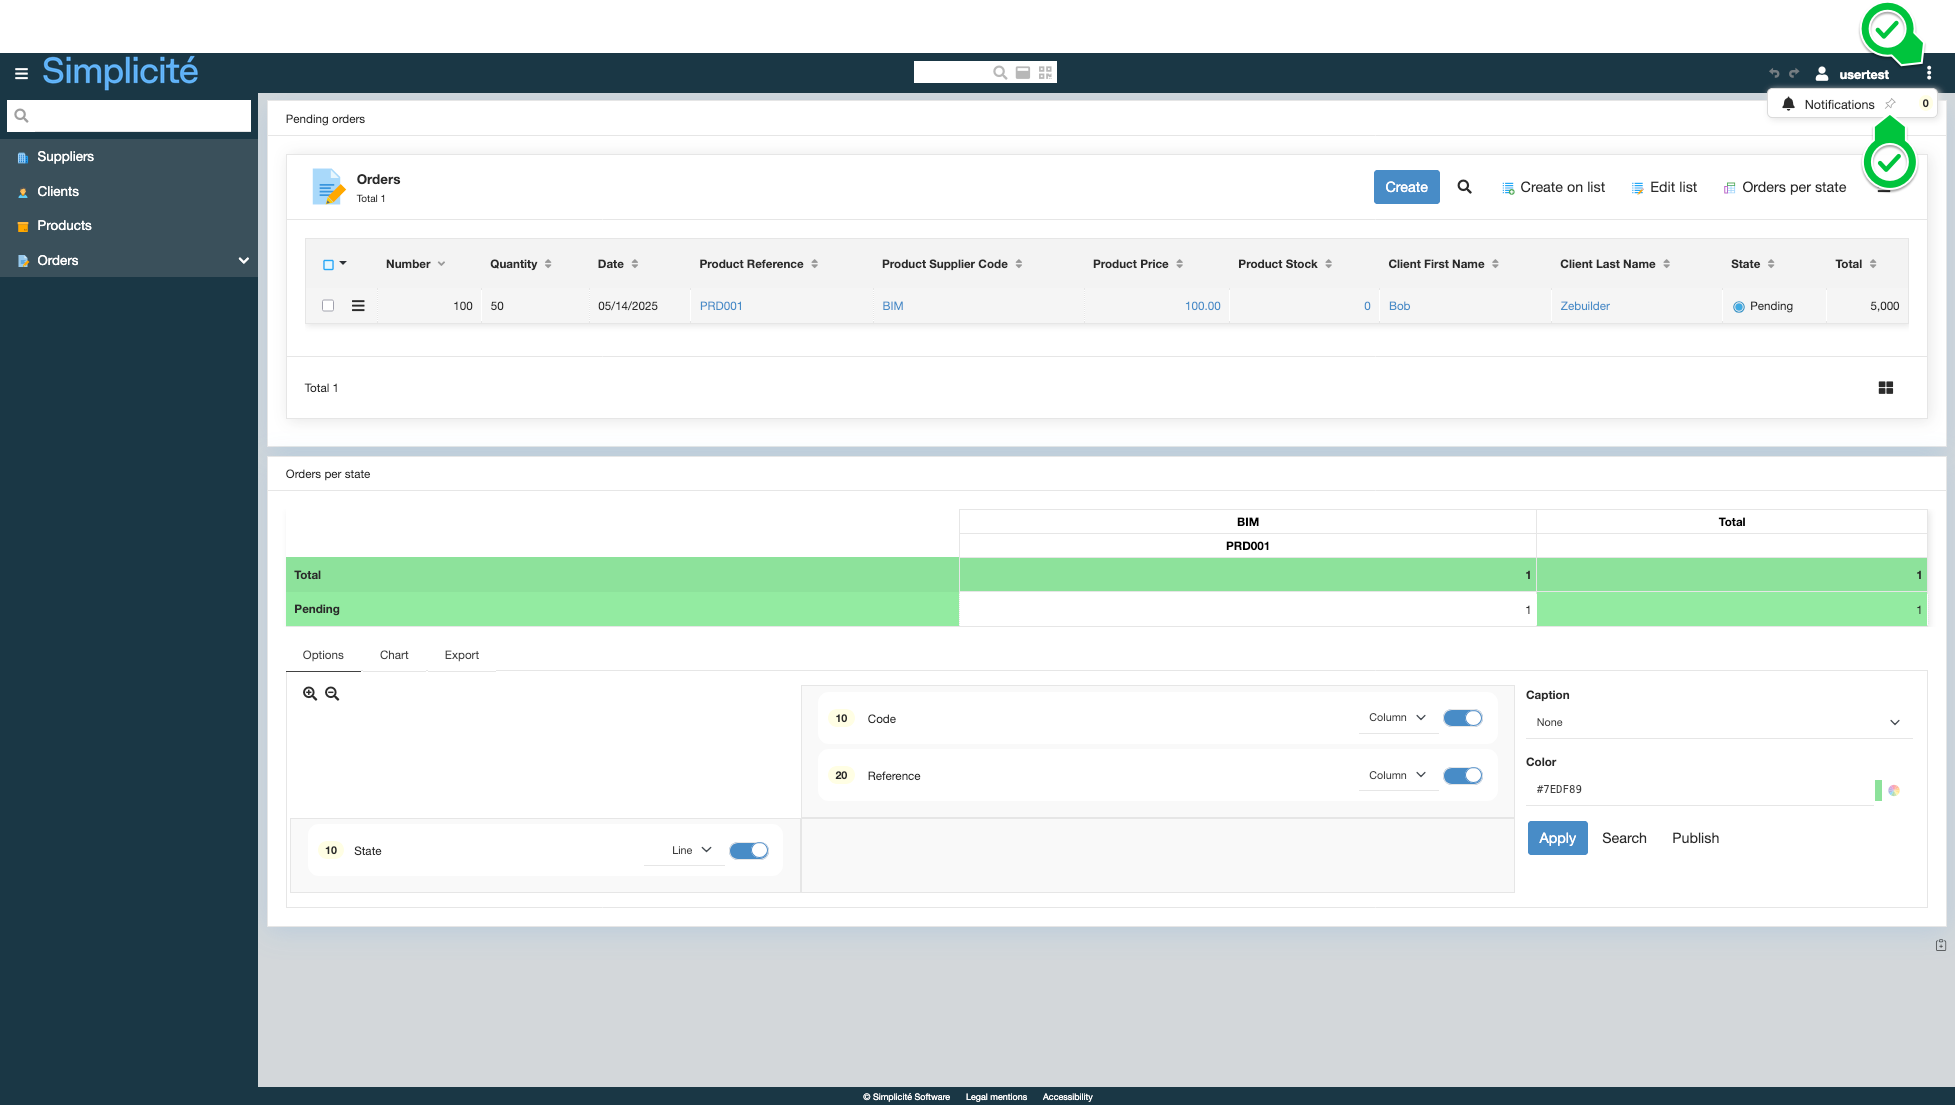 Simplicité
usertest
Notifications 0
Suppliers
Clients
Products
Orders
Pending orders
Orders
Total 1
Create
Create on list
Edit list
Orders per state
Number Quantity Date Product Reference Product Supplier Code Product Price Product Stock Client First Name Client Last Name State Total
100 50 05/14/2025 PRD001 BIM 100.00 0 Bob Zebuilder Pending 5,000
Total 1
Orders per state
BIM Total
PRD001
Total 1 1
Pending 1 1
Options Chart Export
10 Code Column
20 Reference Column
10 State Line
Caption
None
Color
#7EDF89
Apply Search Publish
© Simplicité Software Legal mentions Accessibility